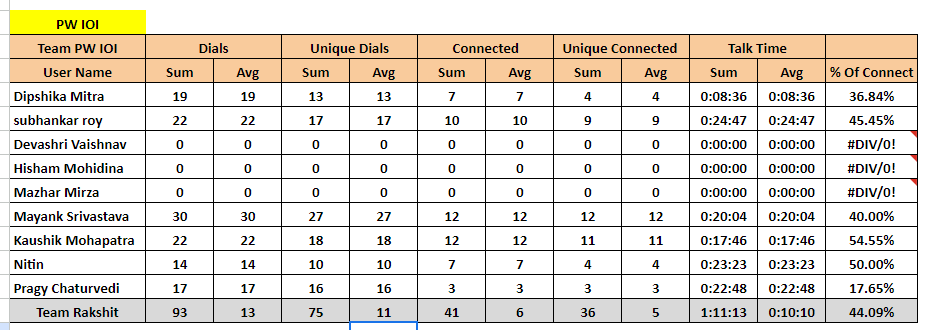 PW IOI
Team PW IOI Dials Unique Dials Connected Unique Connected Talk Time
User Name Sum Avg Sum Avg Sum Avg Sum Avg Sum Avg % Of Connect
Dipshika Mitra 19 19 13 13 7 7 4 4 0:08:36 0:08:36 36.84%
subhankar roy 22 22 17 17 10 10 9 9 0:24:47 0:24:47 45.45%
Devashri Vaishnav 0 0 0 0 0 0 0 0 0:00:00 0:00:00 #DIV/0!
Hisham Mohidina 0 0 0 0 0 0 0 0 0:00:00 0:00:00 #DIV/0!
Mazhar Mirza 0 0 0 0 0 0 0 0 0:00:00 0:00:00 #DIV/0!
Mayank Srivastava 30 30 27 27 12 12 12 12 0:20:04 0:20:04 40.00%
Kaushik Mohapatra 22 22 18 18 12 12 11 11 0:17:46 0:17:46 54.55%
Nitin 14 14 10 10 7 7 4 4 0:23:23 0:23:23 50.00%
Pragy Chaturvedi 17 17 16 16 3 3 3 3 0:22:48 0:22:48 17.65%
Team Rakshit 93 13 75 11 41 6 36 5 1:11:13 0:10:10 44.09%